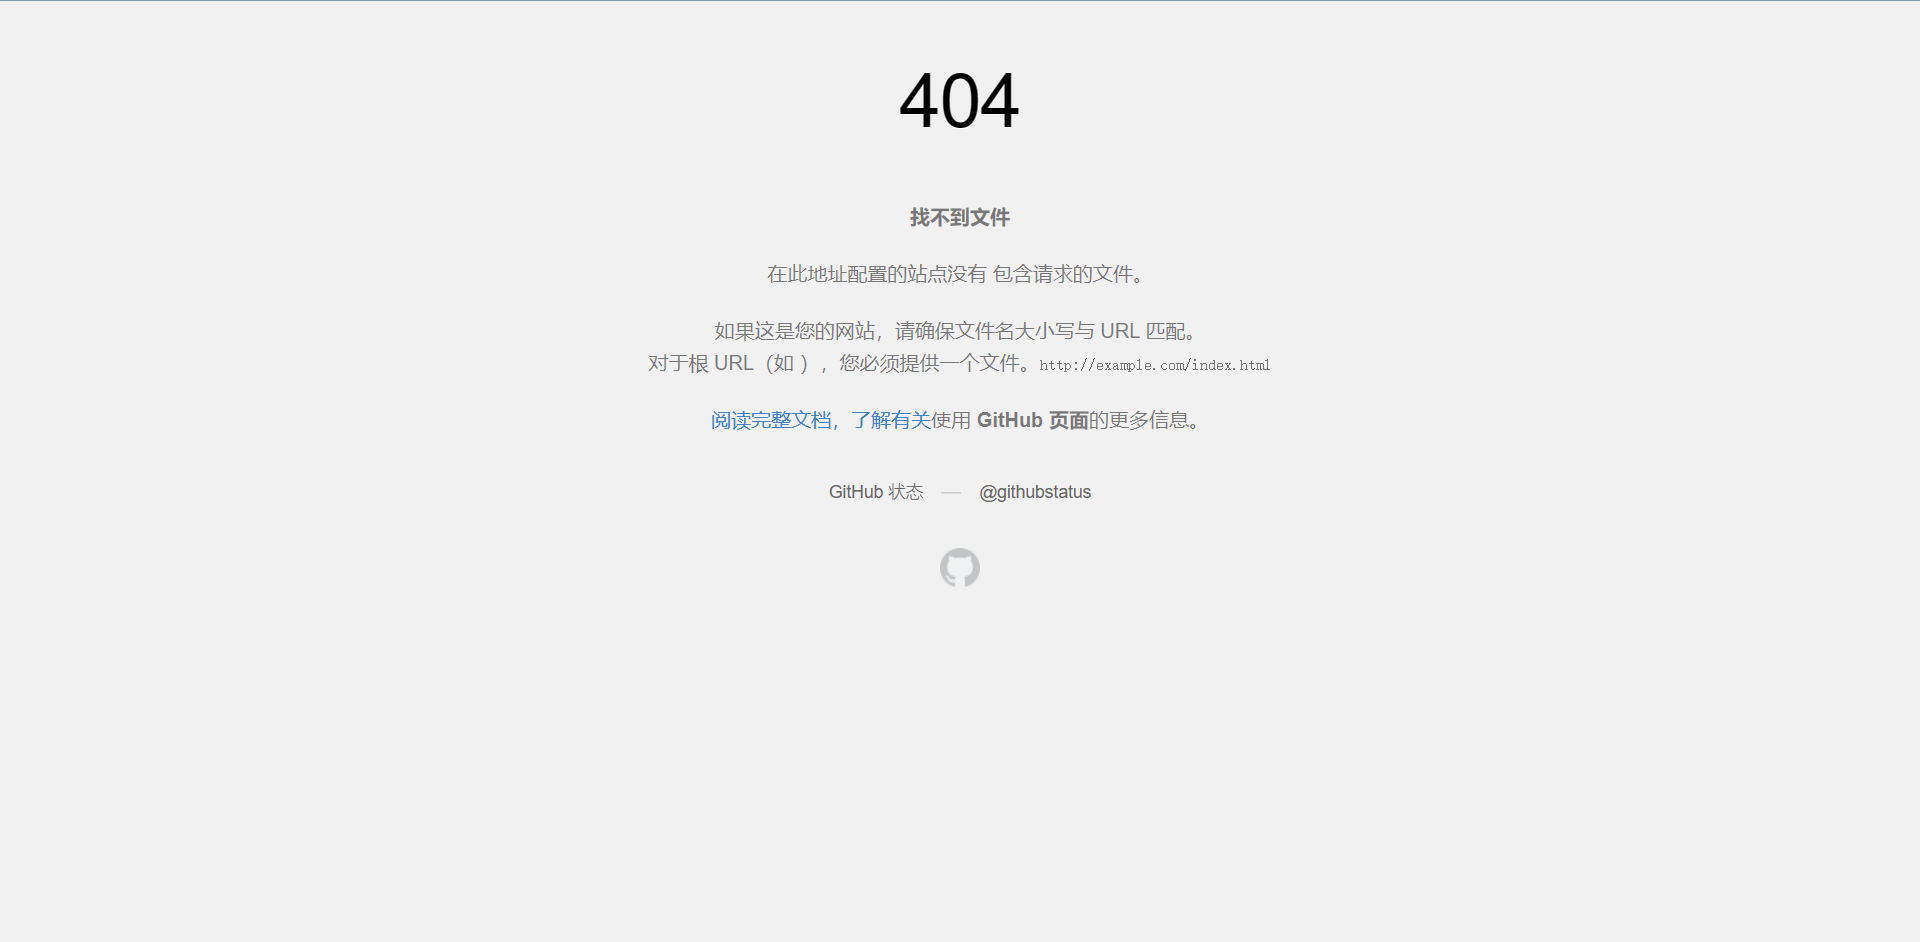 404
找不到文件
在此地址配置的站点没有 包含请求的文件。
如果这是您的网站，请确保文件名大小写与 URL 匹配。
对于根 URL（如 ），您必须提供一个文件。http://example.com/index.html
阅读完整文档，了解有关使用 GitHub 页面的更多信息。
GitHub 状态 — @githubstatus